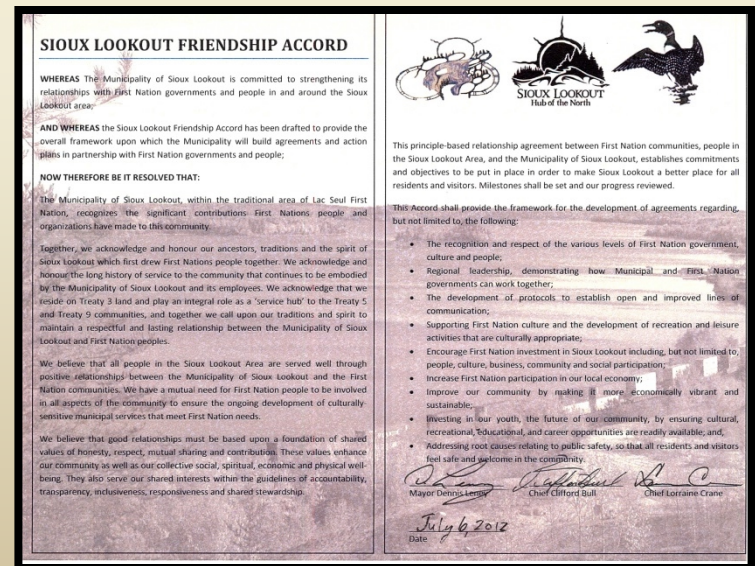 SIOUX LOOKOUT FRIENDSHIP ACCORD
WHEREAS The Municipality of Sioux Lookout is committed to strengthening its
relationships with First Nation governments and people in and around the Sioux
Lookout area;
AND WHEREAS the Sioux Lookout Friendship Accord has been drafted to provide the
overall framework upon which the Municipality will build agreements and action
plans in partnership with First Nation governments and people;
NOW THEREFORE BE IT RESOLVED THAT:
The Municipality of Sioux Lookout, within the traditional area of Lac Seul First
Nation, recognizes the significant contributions First Nations people and
organizations have made to this community.
Together, we acknowledge and honour our ancestors, traditions and the spirit of
Sioux Lookout which first drew First Nations people together. We acknowledge and
honour the long history of service to the community that continues to be embodied
by the Municipality of Sioux Lookout and its employees. We acknowledge that we
reside on Treaty 3 land and play an integral role as a 'service hub' to the Treaty 5
and Treaty 9 communities, and together we call upon our traditions and spirit to
maintain a respectful and lasting relationship between the Municipality of Sioux
Lookout and First Nation peoples.
We believe that all people in the Sioux Lookout Area are served well through
positive relationships between the Municipality of Sioux Lookout and the First
Nation communities. We have a mutual need for First Nation people to be involved
in all aspects of the community to ensure the ongoing development of culturally-
sensitive municipal services that meet First Nation needs.
We believe that good relationships must be based upon a foundation of shared
values of honesty, respect, mutual sharing and contribution. These values enhance
our community as well as our collective social, spiritual, economic and physical well-
being. They also serve our shared interests within the guidelines of accountability,
transparency, inclusiveness, responsiveness and shared stewardship.
SIOUX LOOKOUT
Hub of the North
This principle-based relationship agreement between First Nation communities, people in
the Sioux Lookout Area, and the Municipality of Sioux Lookout, establishes commitments
and objectives to be put in place in order to make Sioux Lookout a better place for all
residents and visitors. Milestones shall be set and our progress reviewed.
This Accord shall provide the framework for the development of agreements regarding,
but not limited to, the following:
• The recognition and respect of the various levels of First Nation government,
culture and people;
• Regional leadership, demonstrating how Municipal and First Nation
governments can work together;
• The development of protocols to establish open and improved lines of
communication;
• Supporting First Nation culture and the development of recreation and leisure
activities that are culturally appropriate;
• Encourage First Nation investment in Sioux Lookout including, but not limited to,
people, culture, business, community and social participation;
• Increase First Nation participation in our local economy;
• Improve our community by making it more economically vibrant and
sustainable;
• Investing in our youth, the future of our community, by ensuring cultural,
recreational, educational, and career opportunities are readily available; and,
• Addressing root causes relating to public safety, so that all residents and visitors
feel safe and welcome in the community.
Mayor Dennis Leney Chief Clifford Bull Chief Lorraine Crane
July 6, 2012
Date